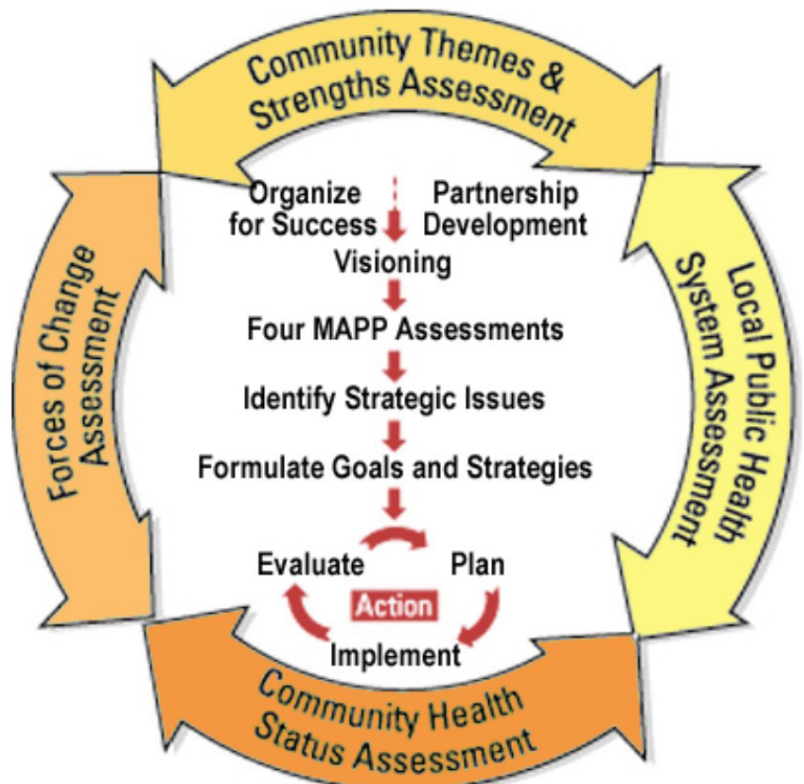 Community Themes &
Strengths Assessment
Organize
for Success
Partnership
Development
Visioning
Four MAPP Assessments
Identify Strategic Issues
Formulate Goals and Strategies
Evaluate
Plan
Action
Implement
Forces of Change
Assessment
Local Public Health
System Assessment
Community Health
Status Assessment